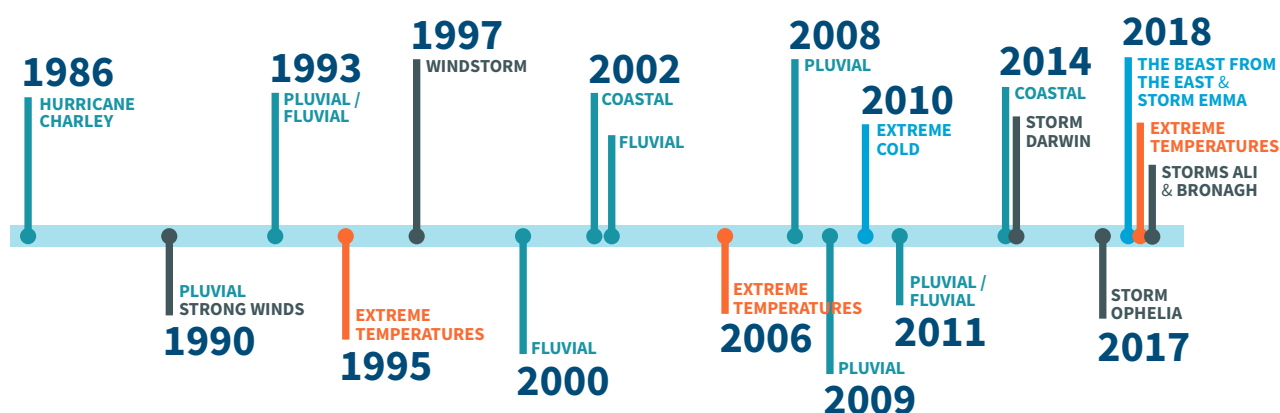 1986
HURRICANE
CHARLEY
PLUVIAL
STRONG WINDS
1990
1993
PLUVIAL /
FLUVIAL
EXTREME
TEMPERATURES
1995
1997
WINDSTORM
FLUVIAL
2000
2002
COASTAL
FLUVIAL
EXTREME
TEMPERATURES
2006
2008
PLUVIAL
PLUVIAL
2009
2010
EXTREME
COLD
PLUVIAL /
FLUVIAL
2011
2014
COASTAL
STORM
DARWIN
STORM
OPHELIA
2017
2018
THE BEAST FROM
THE EAST &
STORM EMMA
EXTREME
TEMPERATURES
STORMS ALI
& BRONAGH